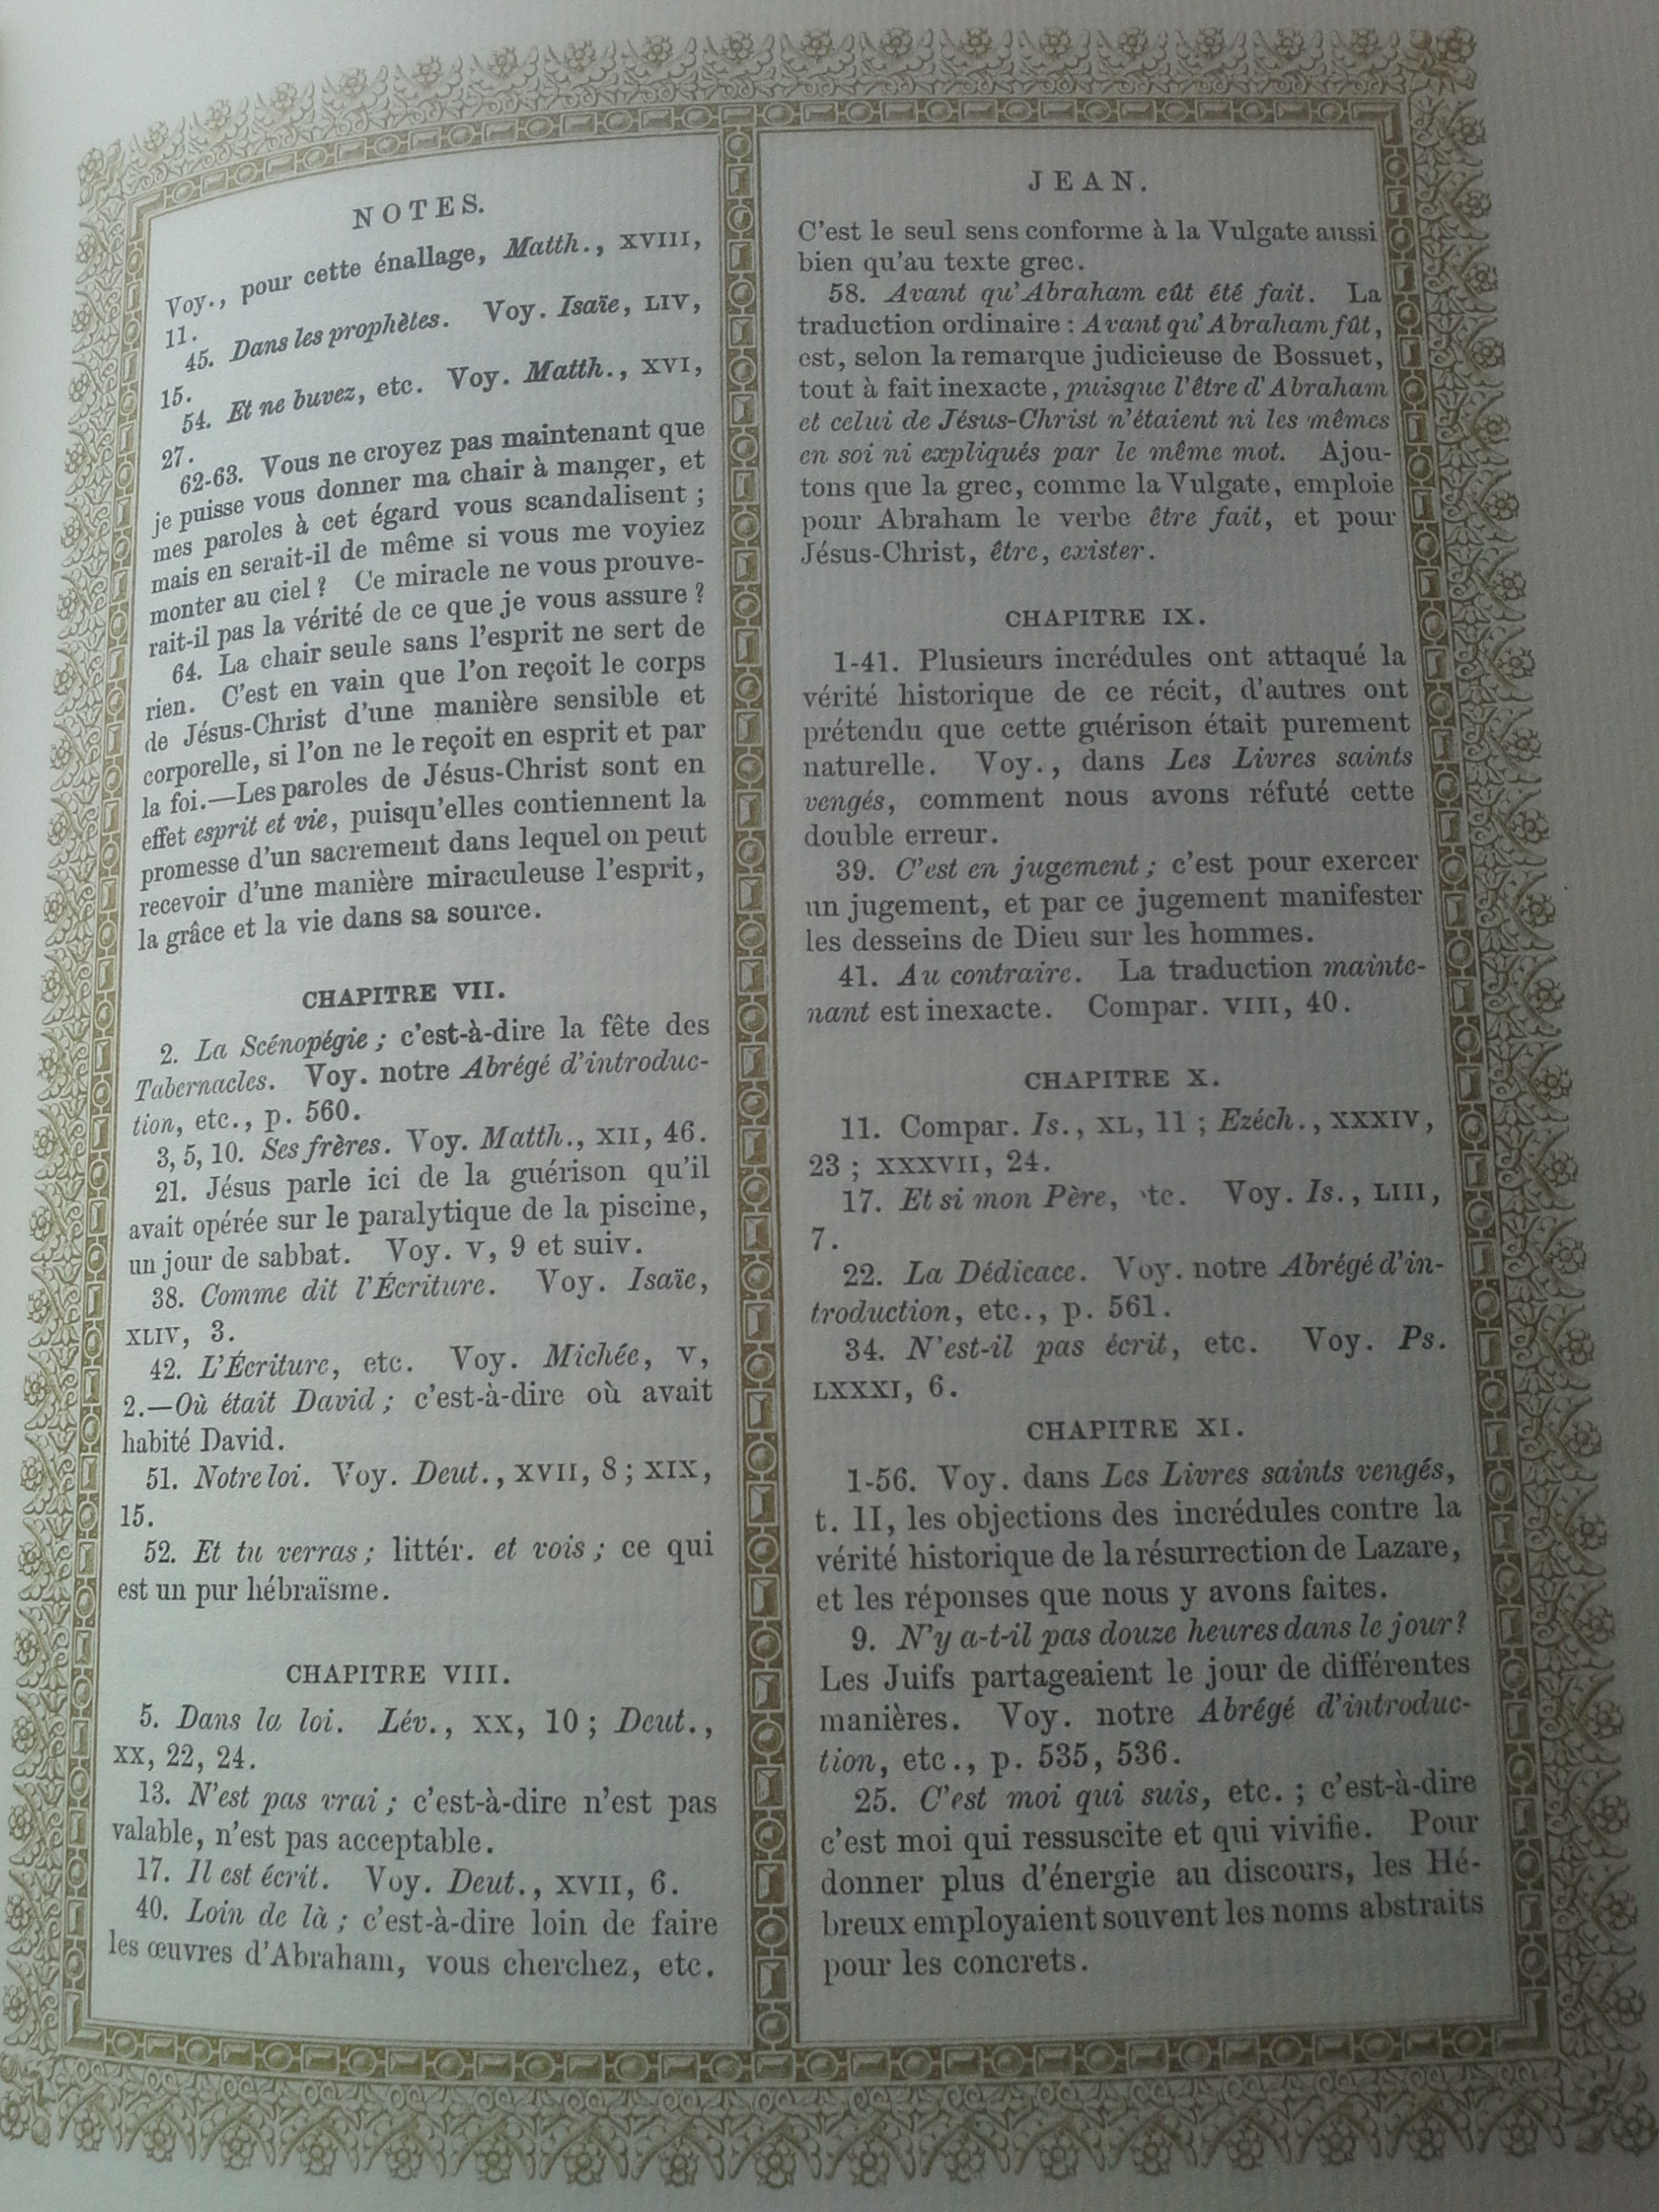 NOTES.
Voy., pour cette énallage, Matth., XVIII,
11.
45. Dans les prophètes. Voy. Isaïe, LIV,
15.
54. Et ne buvez, etc. Voy. Matth., XVI,
27.
62-63. Vous ne croyez pas maintenant que
je puisse vous donner ma chair à manger, et
mes paroles à cet égard vous scandalisent ;
mais en serait-il de même si vous me voyiez
monter au ciel ? Ce miracle ne vous prouve-
rait-il pas la vérité de ce que je vous assure ?
64. La chair seule sans l'esprit ne sert de
rien. C'est en vain que l'on reçoit le corps
de Jésus-Christ d'une manière sensible et
corporelle, si l'on ne le reçoit en esprit et par
la foi.—Les paroles de Jésus-Christ sont en
effet esprit et vie, puisqu'elles contiennent la
promesse d'un sacrement dans lequel on peut
recevoir d'une manière miraculeuse l'esprit,
la grâce et la vie dans sa source.
CHAPITRE VII.
2. La Scénopégie ; c'est-à-dire la fête des
Tabernacles. Voy. notre Abrégé d'introduc-
tion, etc., p. 560.
3, 5, 10. Ses frères. Voy. Matth., XII, 46.
21. Jésus parle ici de la guérison qu'il
avait opérée sur le paralytique de la piscine,
un jour de sabbat. Voy. V, 9 et suiv.
38. Comme dit l'Écriture. Voy. Isaïe,
XLIV, 3.
42. L'Écriture, etc. Voy. Michée, V,
2.—Où était David ; c'est-à-dire où avait
habité David.
51. Notre loi. Voy. Deut., XVII, 8 ; XIX,
15.
52. Et tu verras ; littér. et vois ; ce qui
est un pur hébraïsme.
CHAPITRE VIII.
5. Dans la loi. Lév., XX, 10 ; Deut.,
XX, 22, 24.
13. N'est pas vrai ; c'est-à-dire n'est pas
valable, n'est pas acceptable.
17. Il est écrit. Voy. Deut., XVII, 6.
40. Loin de là ; c'est-à-dire loin de faire
les œuvres d'Abraham, vous cherchez, etc.
JEAN.
C'est le seul sens conforme à la Vulgate aussi
bien qu'au texte grec.
58. Avant qu'Abraham eût été fait. La
traduction ordinaire : Avant qu'Abraham fût,
est, selon la remarque judicieuse de Bossuet,
tout à fait inexacte, puisque l'être d'Abraham
et celui de Jésus-Christ n'étaient ni les mêmes
en soi ni expliqués par le même mot. Ajou-
tons que la grec, comme la Vulgate, emploie
pour Abraham le verbe être fait, et pour
Jésus-Christ, être, exister.
CHAPITRE IX.
1-41. Plusieurs incrédules ont attaqué la
vérité historique de ce récit, d'autres ont
prétendu que cette guérison était purement
naturelle. Voy., dans Les Livres saints
vengés, comment nous avons réfuté cette
double erreur.
39. C'est en jugement ; c'est pour exercer
un jugement, et par ce jugement manifester
les desseins de Dieu sur les hommes.
41. Au contraire. La traduction mainte-
nant est inexacte. Compar. VIII, 40.
CHAPITRE X.
11. Compar. Is., XL, 11 ; Ezéch., XXXIV,
23 ; XXXVII, 24.
17. Et si mon Père, tc. Voy. Is., LIII,
7.
22. La Dédicace. Voy. notre Abrégé d'in-
troduction, etc., p. 561.
34. N'est-il pas écrit, etc. Voy. Ps.
LXXXI, 6.
CHAPITRE XI.
1-56. Voy. dans Les Livres saints vengés,
t. II, les objections des incrédules contre la
vérité historique de la résurrection de Lazare,
et les réponses que nous y avons faites.
9. N'y a-t-il pas douze heures dans le jour ?
Les Juifs partageaient le jour de différentes
manières. Voy. notre Abrégé d'introduc-
tion, etc., p. 535, 536.
25. C'est moi qui suis, etc. ; c'est-à-dire
c'est moi qui ressuscite et qui vivifie. Pour
donner plus d'énergie au discours, les Hé-
breux employaient souvent les noms abstraits
pour les concrets.